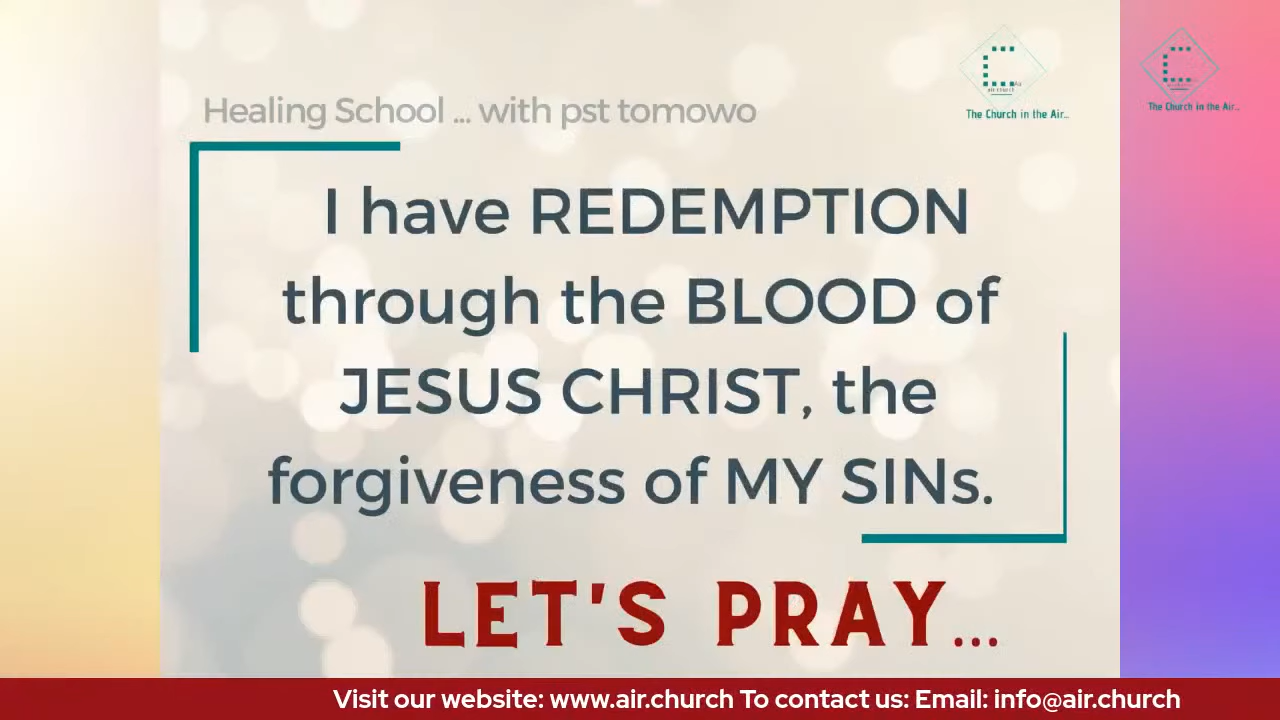 Healing School ... with pst tomowo
The Church in the Air...
The Church in the Air...
I have REDEMPTION
through the BLOOD of
JESUS CHRIST, the
forgiveness of MY SINs.
LET'S PRAY...
Visit our website: www.air.church To contact us: Email: info@air.church